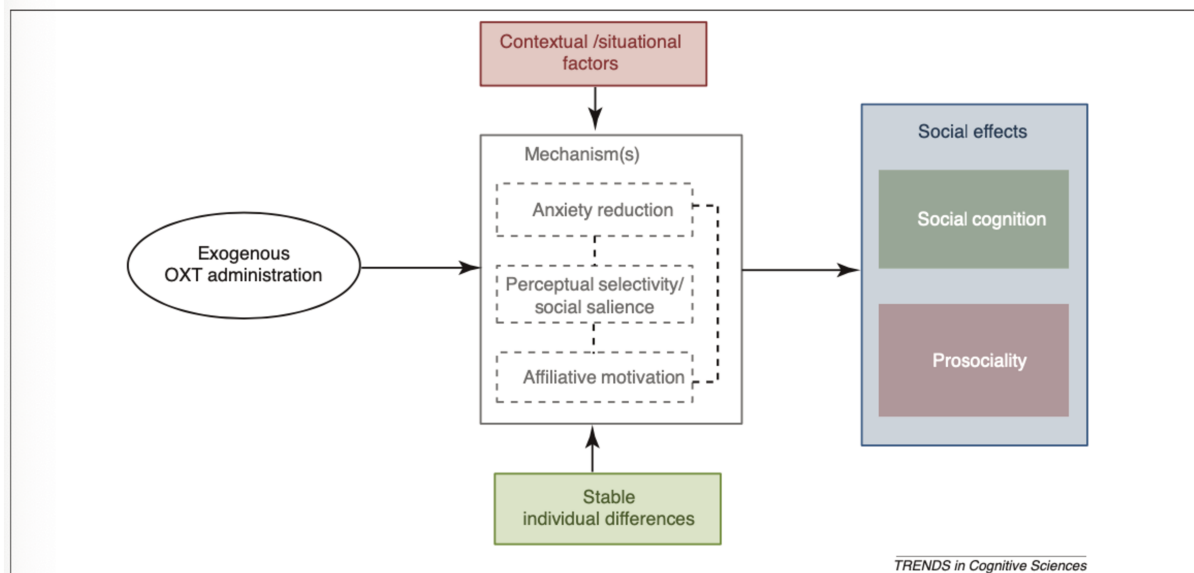 Contextual /situational
factors
Mechanism(s)
Anxiety reduction
Perceptual selectivity/
social salience
Affiliative motivation
Exogenous
OXT administration
Social effects
Social cognition
Prosociality
Stable
individual differences
TRENDS in Cognitive Sciences